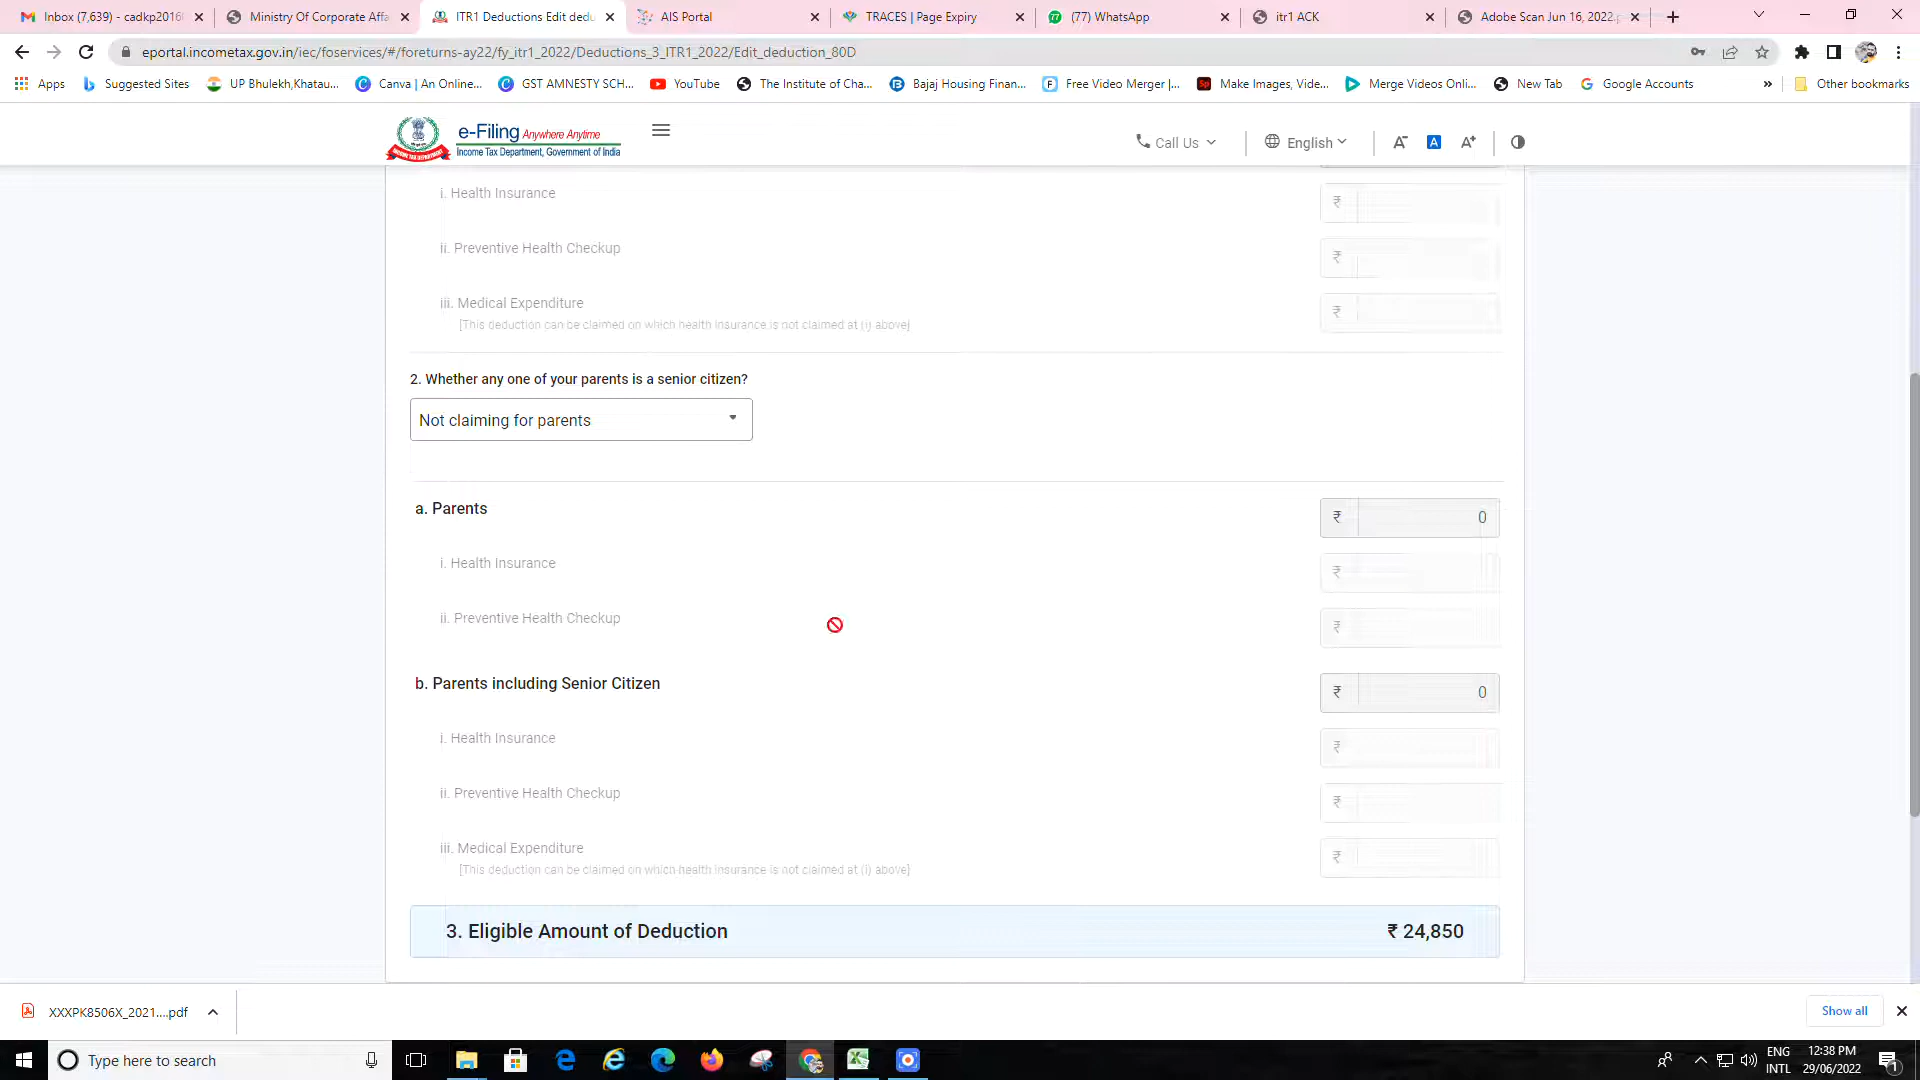 Inbox (7,639) - cadkp2016
Ministry Of Corporate Affa
ITR1 Deductions Edit dedu
AIS Portal
TRACES | Page Expiry
(77) WhatsApp
itr1 ACK
Adobe Scan Jun 16, 2022.p
eportal.incometax.gov.in/iec/foservices/#/foreturns-ay22/fy_itr1_2022/Deductions_3_ITR1_2022/Edit_deduction_80D
Apps
Suggested Sites
UP Bhulekh,Khatau...
Canva | An Online...
GST AMNESTY SCH...
YouTube
The Institute of Cha...
Bajaj Housing Finan...
Free Video Merger |...
Make Images, Vide...
Merge Videos Onli...
New Tab
Google Accounts
»
Other bookmarks
e-Filing Anywhere Anytime
Income Tax Department, Government of India
INCOME TAX DEPARTMENT
Call Us
English
A-
A
A+
i. Health Insurance
₹
ii. Preventive Health Checkup
₹
iii. Medical Expenditure
₹
[This deduction can be claimed on which health insurance is not claimed at (i) above]
2. Whether any one of your parents is a senior citizen?
Not claiming for parents
a. Parents
₹ 0
i. Health Insurance
₹
ii. Preventive Health Checkup
₹
b. Parents including Senior Citizen
₹ 0
i. Health Insurance
₹
ii. Preventive Health Checkup
₹
iii. Medical Expenditure
₹
[This deduction can be claimed on which health insurance is not claimed at (i) above]
3. Eligible Amount of Deduction
₹ 24,850
XXXPK8506X_2021....pdf
Show all
Type here to search
ENG
INTL
12:38 PM
29/06/2022
1